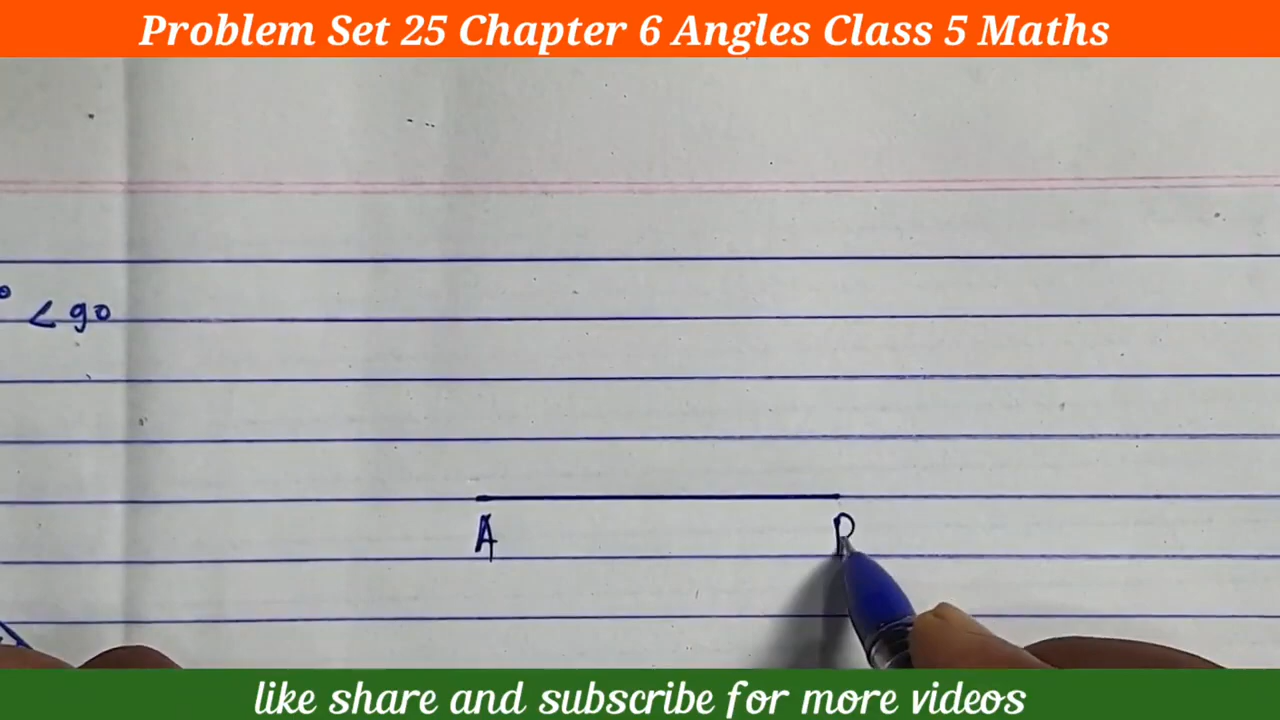 Problem Set 25 Chapter 6 Angles Class 5 Maths
° < 90
A
like share and subscribe for more videos